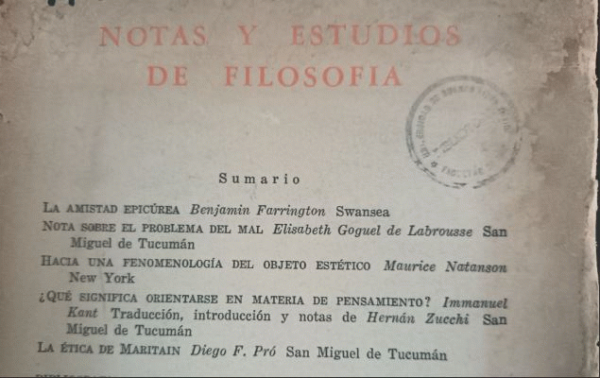 NOTAS Y ESTUDIOS
DE FILOSOFIA
Sumario
LA AMISTAD EPICÚREA Benjamin Farrington Swansea
NOTA SOBRE EL PROBLEMA DEL MAL Elisabeth Goguel de Labrousse San
Miguel de Tucumán
HACIA UNA FENOMENOLOGÍA DEL OBJETO ESTÉTICO Maurice Natanson
New York
¿QUÉ SIGNIFICA ORIENTARSE EN MATERIA DE PENSAMIENTO? Immanuel
Kant Traducción, introducción y notas de Hernán Zucchi San
Miguel de Tucumán
LA ÉTICA DE MARITAIN Diego F. Pró San Miguel de Tucumán